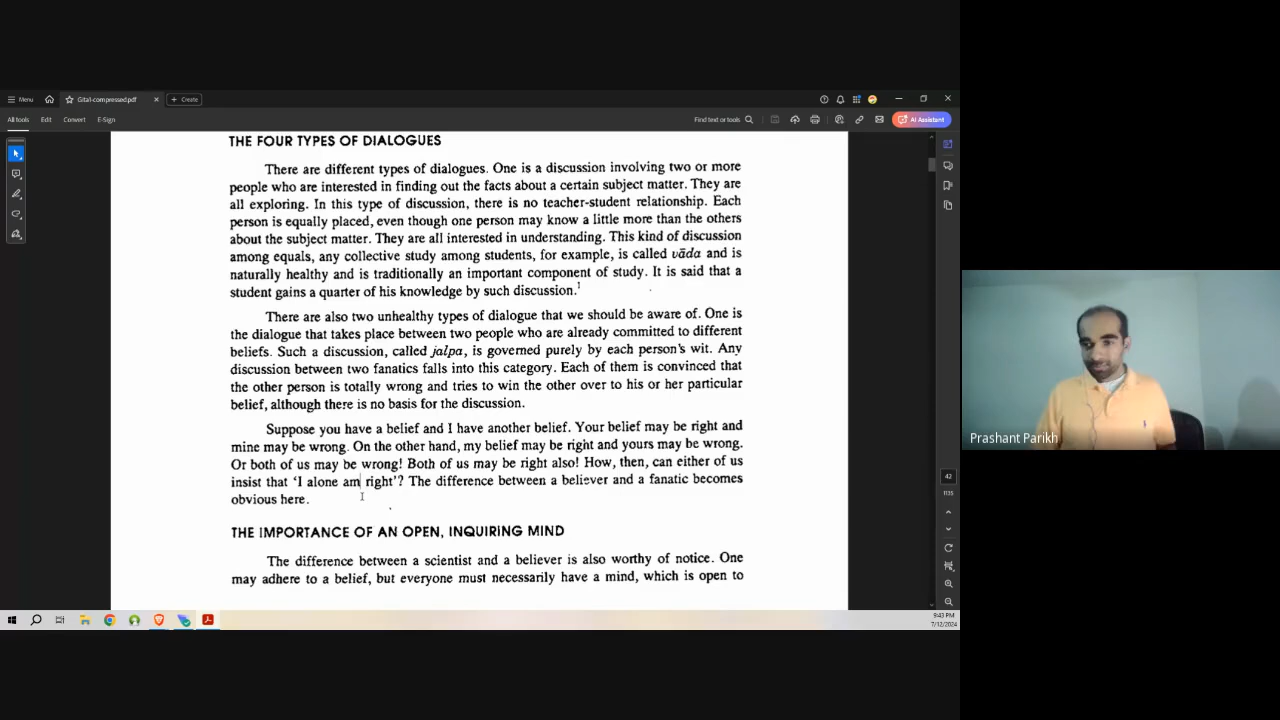 Menu
Gita1-compressed.pdf
Create
All tools
Edit
Convert
E-Sign
Find text or tools
AI Assistant
THE FOUR TYPES OF DIALOGUES
There are different types of dialogues. One is a discussion involving two or more
people who are interested in finding out the facts about a certain subject matter. They are
all exploring. In this type of discussion, there is no teacher-student relationship. Each
person is equally placed, even though one person may know a little more than the others
about the subject matter. They are all interested in understanding. This kind of discussion
among equals, any collective study among students, for example, is called vāda and is
naturally healthy and is traditionally an important component of study. It is said that a
student gains a quarter of his knowledge by such discussion.1
There are also two unhealthy types of dialogue that we should be aware of. One is
the dialogue that takes place between two people who are already committed to different
beliefs. Such a discussion, called jalpa, is governed purely by each person's wit. Any
discussion between two fanatics falls into this category. Each of them is convinced that
the other person is totally wrong and tries to win the other over to his or her particular
belief, although there is no basis for the discussion.
Suppose you have a belief and I have another belief. Your belief may be right and
mine may be wrong. On the other hand, my belief may be right and yours may be wrong.
Or both of us may be wrong! Both of us may be right also! How, then, can either of us
insist that 'I alone am right'? The difference between a believer and a fanatic becomes
obvious here.
THE IMPORTANCE OF AN OPEN, INQUIRING MIND
The difference between a scientist and a believer is also worthy of notice. One
may adhere to a belief, but everyone must necessarily have a mind, which is open to
42
1135
9:43 PM
7/12/2024
Prashant Parikh